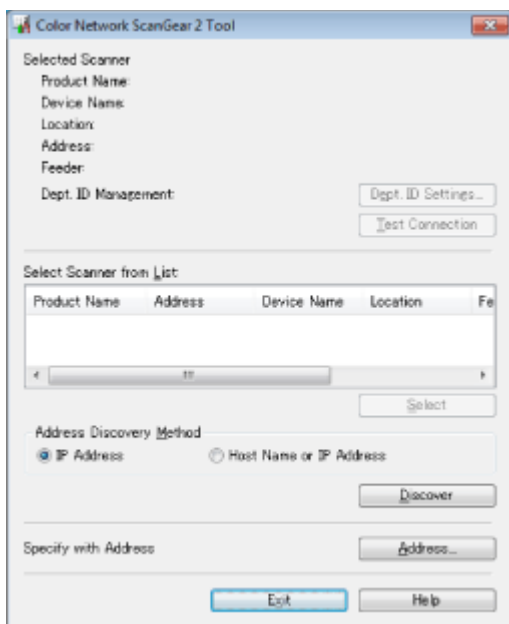 Color Network ScanGear 2 Tool
Selected Scanner
Product Name:
Device Name:
Location:
Address:
Feeder:
Dept. ID Management:
Dept. ID Settings...
Test Connection
Select Scanner from List:
Product Name Address Device Name Location Fe
Select
Address Discovery Method
IP Address Host Name or IP Address
Discover
Specify with Address
Address...
Exit Help